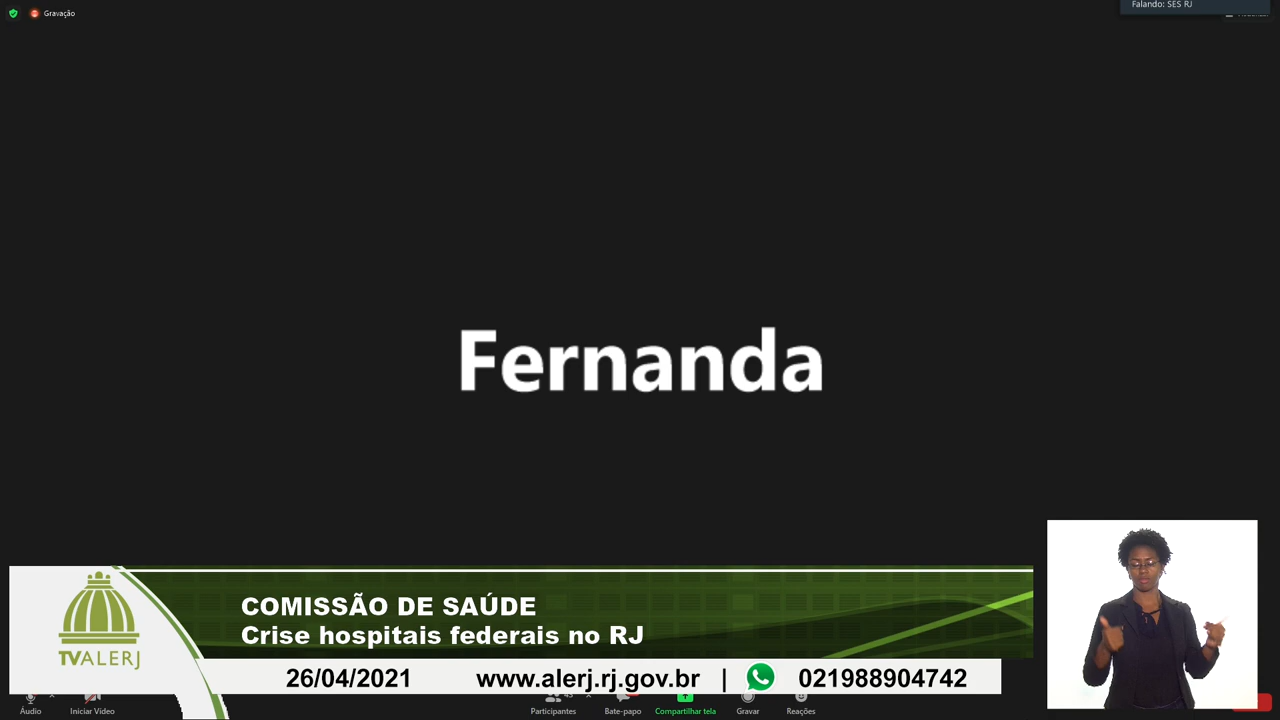 Gravação
Falando: SES RJ
Fernanda
COMISSÃO DE SAÚDE
Crise hospitais federais no RJ
TVALERJ
26/04/2021 www.alerj.rj.gov.br | 021988904742
Áudio Iniciar Vídeo Participantes Bate-papo Compartilhar tela Gravar Reações